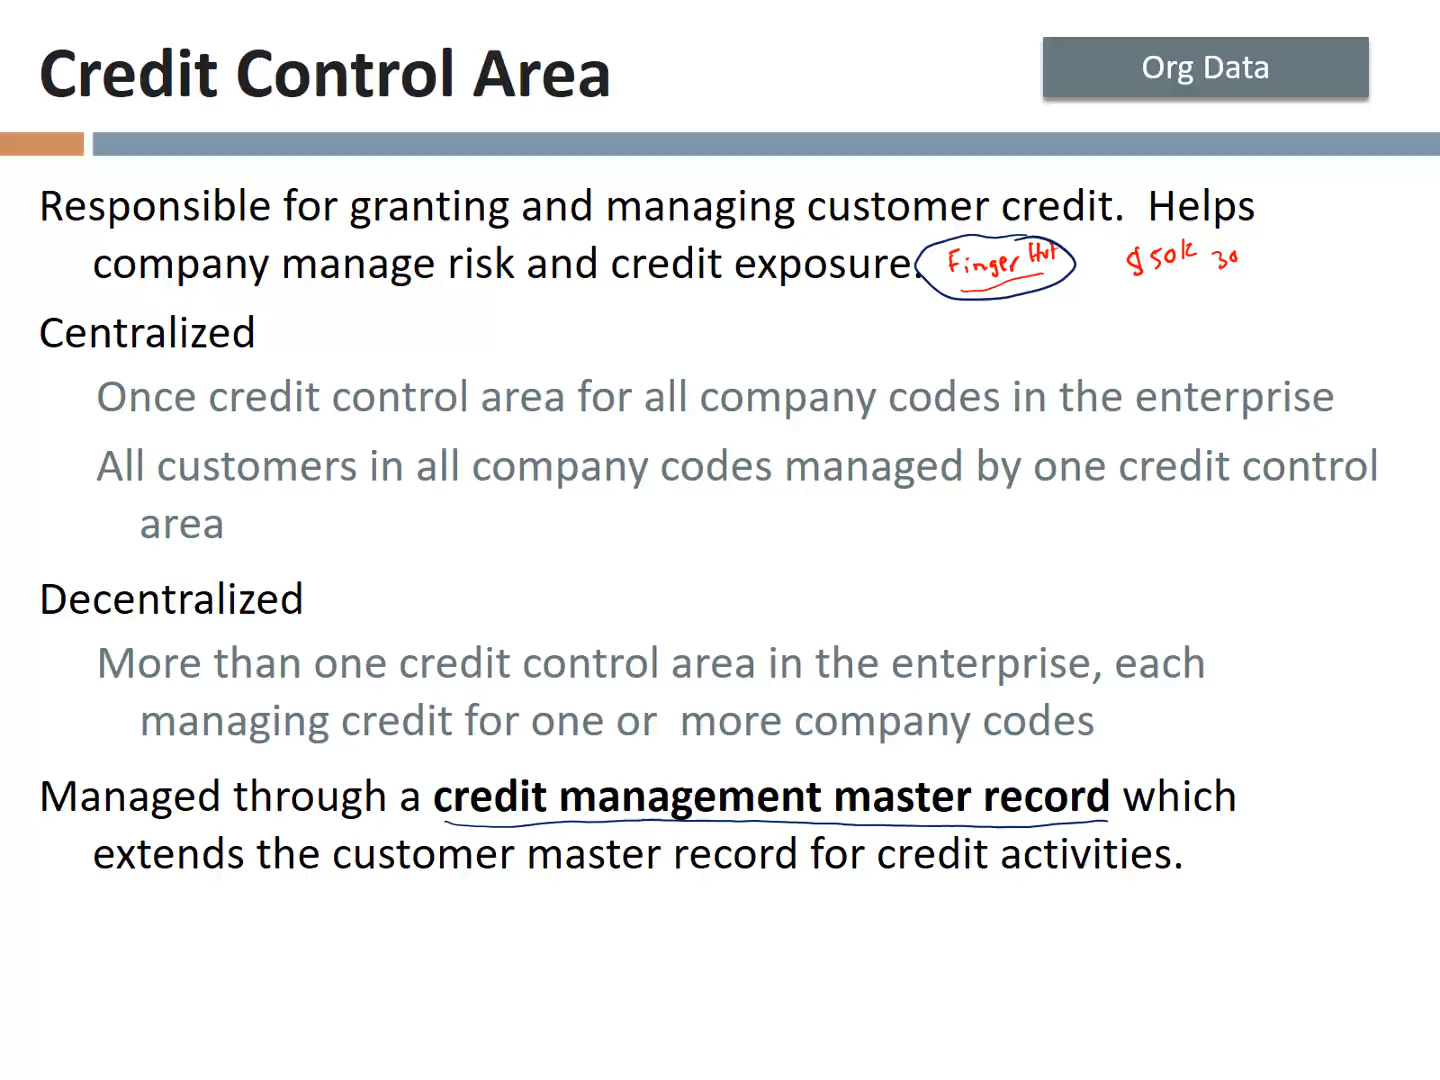 Credit Control Area
Org Data
Responsible for granting and managing customer credit.  Helps
company manage risk and credit exposure.
Finger Hut
$50k 30
Centralized
Once credit control area for all company codes in the enterprise
All customers in all company codes managed by one credit control
area
Decentralized
More than one credit control area in the enterprise, each
managing credit for one or  more company codes
Managed through a credit management master record which
extends the customer master record for credit activities.